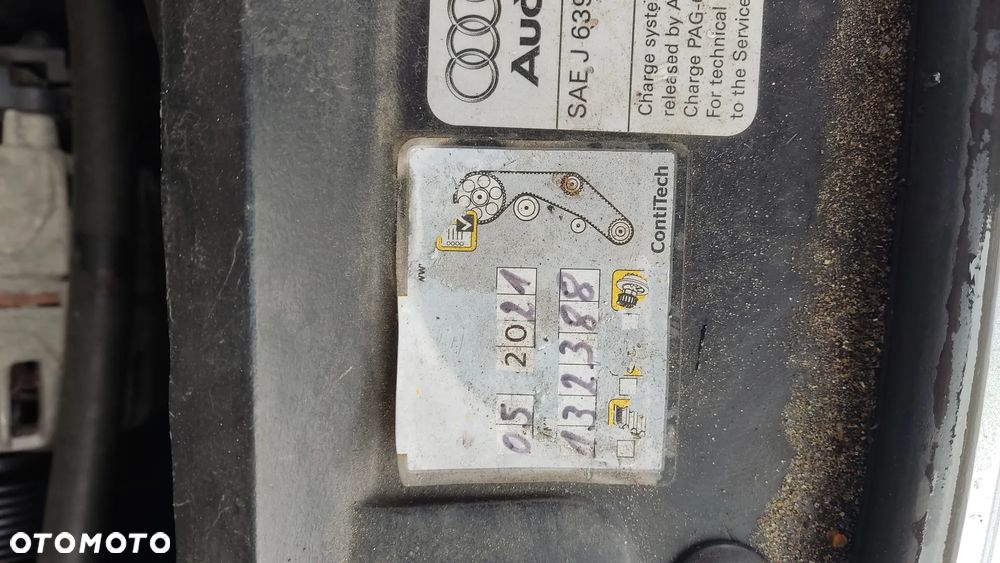 Aud
SAE J 639
Charge syste
released by A
Charge PAG-
For technical
to the Service
05 2021
132388
ContiTech
OTOMOTO